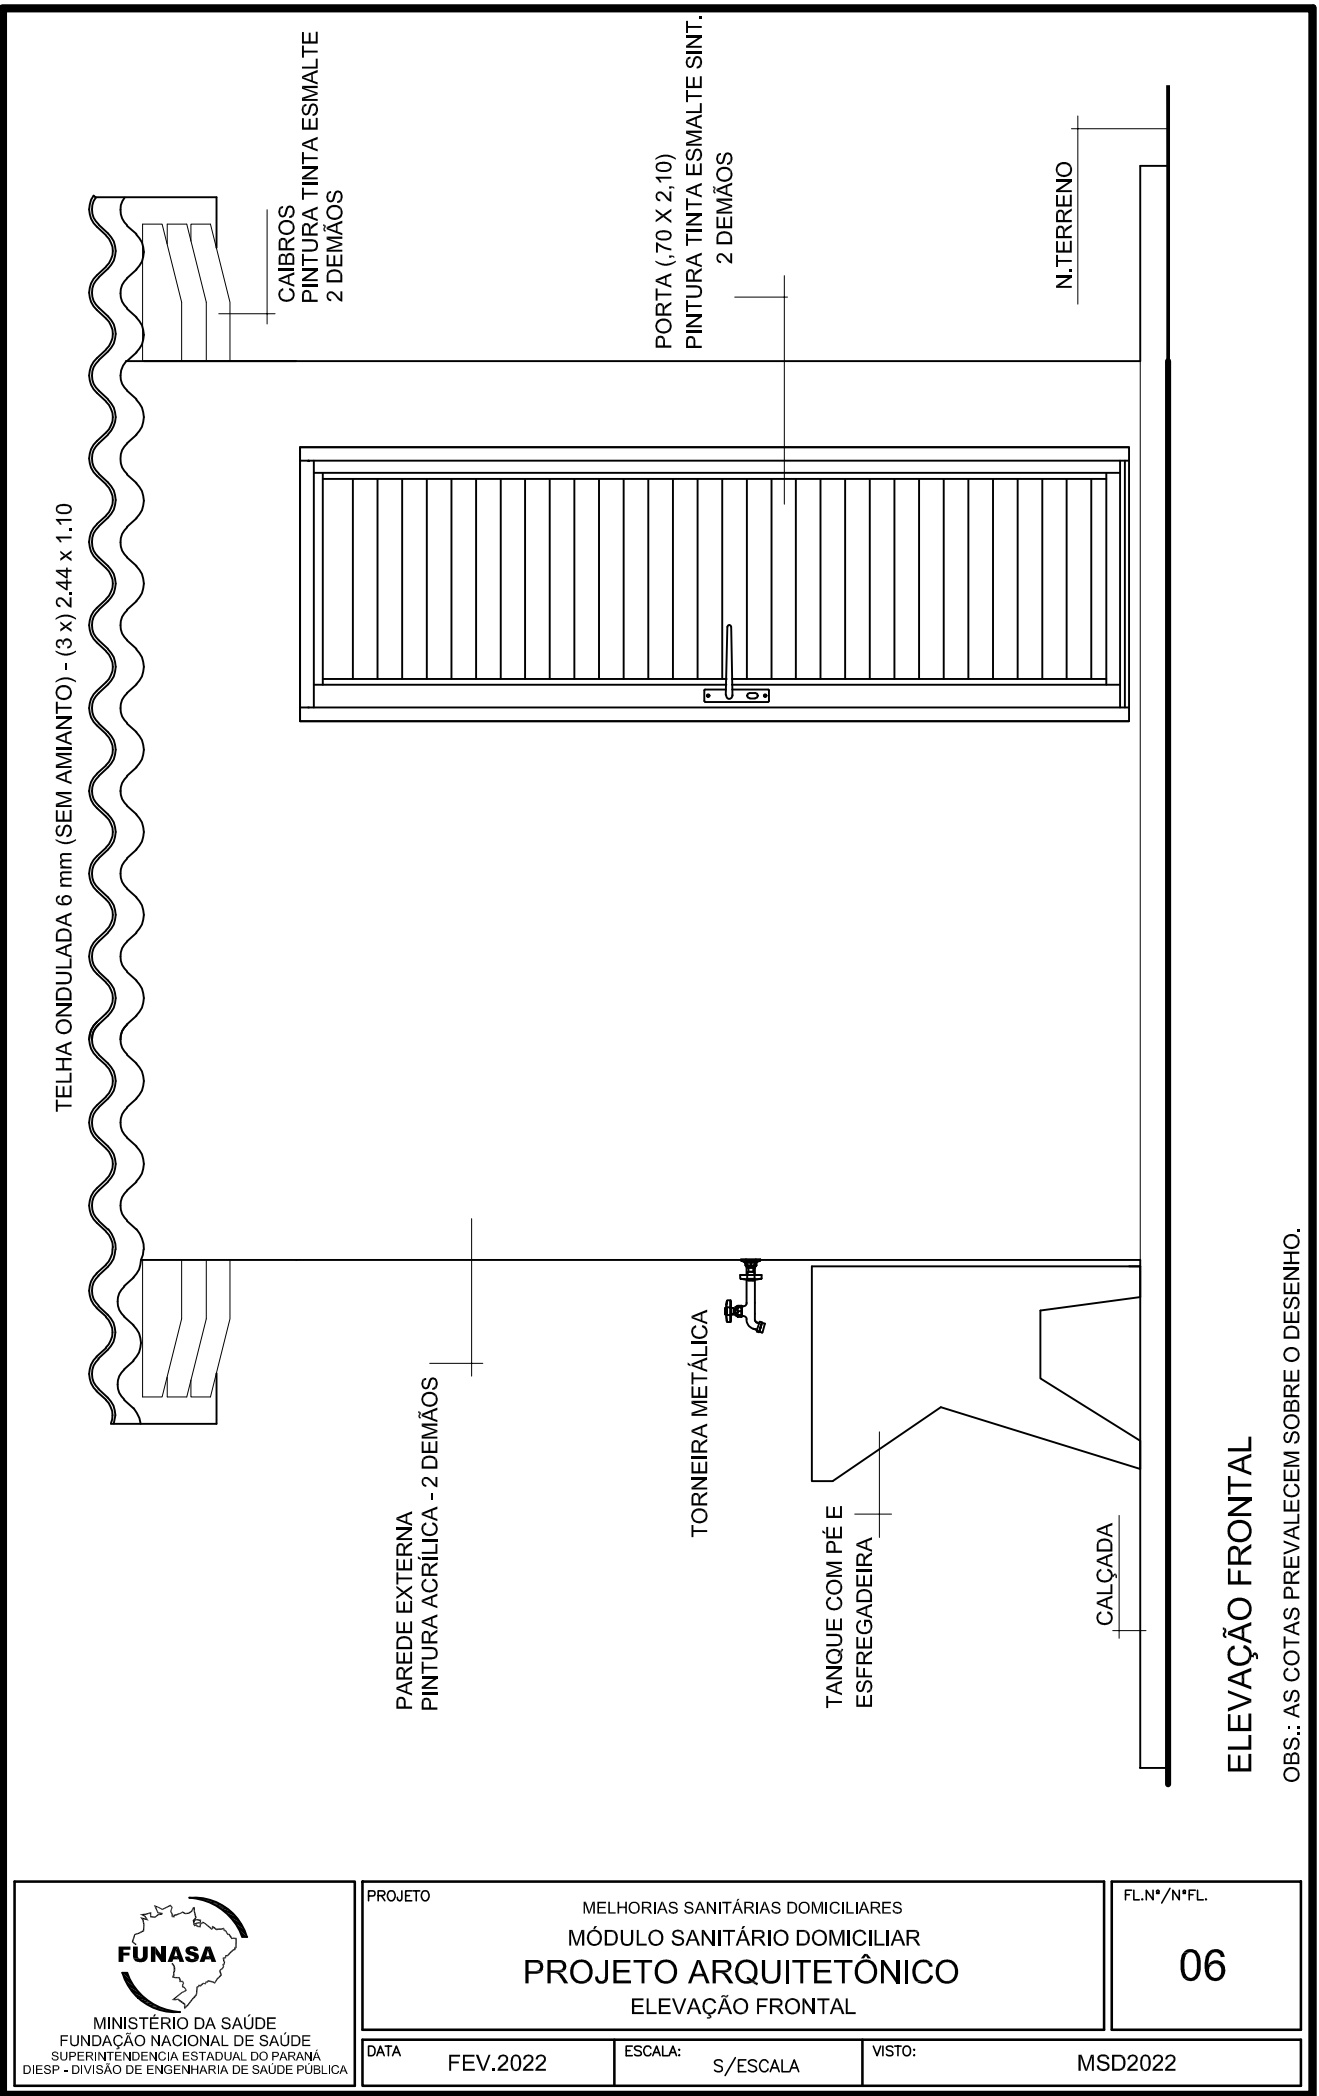 TELHA ONDULADA 6 mm (SEM AMIANTO) - (3 x) 2.44 x 1.10
CAIBROS
PINTURA TINTA ESMALTE
2 DEMÃOS
PAREDE EXTERNA
PINTURA ACRÍLICA - 2 DEMÃOS
PORTA (,70 X 2,10)
PINTURA TINTA ESMALTE SINT.
2 DEMÃOS
TORNEIRA METÁLICA
TANQUE COM PÉ E
ESFREGADEIRA
N.TERRENO
CALÇADA
ELEVAÇÃO FRONTAL
OBS.: AS COTAS PREVALECEM SOBRE O DESENHO.
FUNASA
MINISTÉRIO DA SAÚDE
FUNDAÇÃO NACIONAL DE SAÚDE
SUPERINTENDENCIA ESTADUAL DO PARANÁ
DIESP - DIVISÃO DE ENGENHARIA DE SAÚDE PÚBLICA
PROJETO
MELHORIAS SANITÁRIAS DOMICILIARES
MÓDULO SANITÁRIO DOMICILIAR
PROJETO ARQUITETÔNICO
ELEVAÇÃO FRONTAL
FL.Nº/NºFL.
06
DATA
FEV.2022
ESCALA:
S/ESCALA
VISTO:
MSD2022